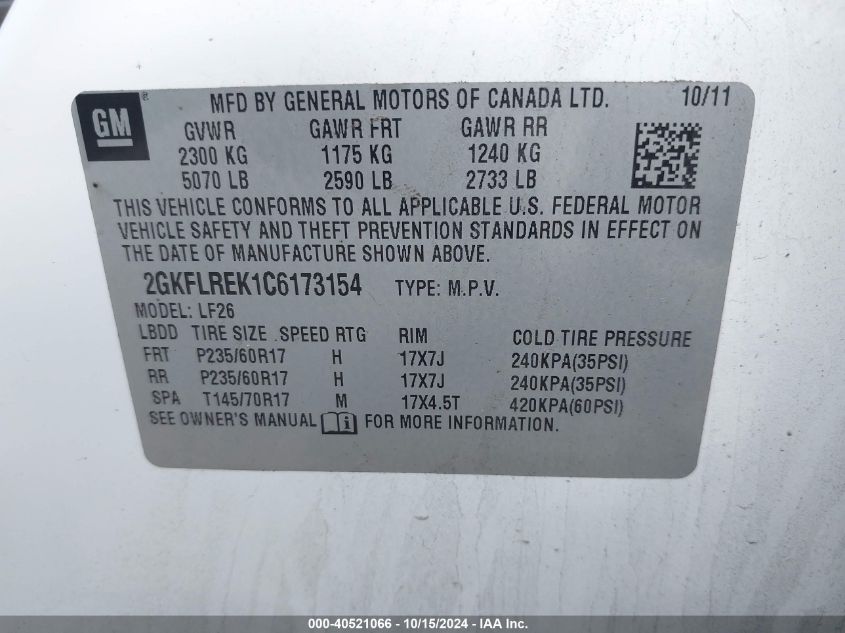 GM ® MFD BY GENERAL MOTORS OF CANADA LTD. 10/11
GVWR GAWR FRT GAWR RR
2300 KG 1175 KG 1240 KG
5070 LB 2590 LB 2733 LB
THIS VEHICLE CONFORMS TO ALL APPLICABLE U.S. FEDERAL MOTOR
VEHICLE SAFETY AND THEFT PREVENTION STANDARDS IN EFFECT ON
THE DATE OF MANUFACTURE SHOWN ABOVE.
2GKFLREK1C6173154 TYPE: M.P.V.
MODEL: LF26
LBDD TIRE SIZE SPEED RTG RIM COLD TIRE PRESSURE
FRT P235/60R17 H 17X7J 240KPA(35PSI)
RR P235/60R17 H 17X7J 240KPA(35PSI)
SPA T145/70R17 M 17X4.5T 420KPA(60PSI)
SEE OWNER'S MANUAL i FOR MORE INFORMATION.
000-40521066 - 10/15/2024 - IAA Inc.